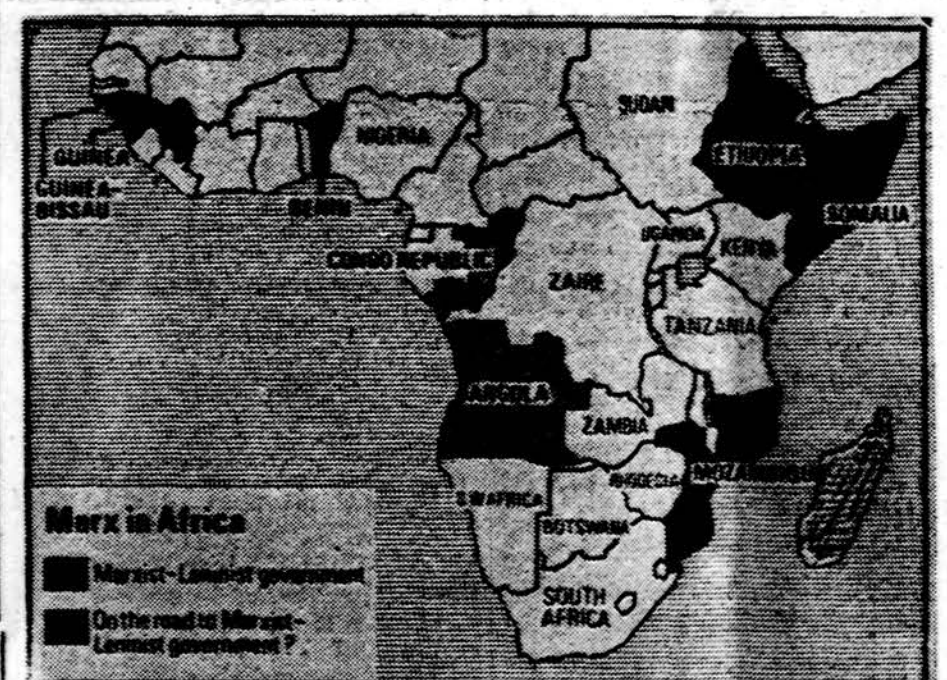 SUDAN
NIGERIA
ETHIOPIA
GUINEA
GUINEA-
BISSAU
BENIN
SOMALIA
UGANDA
KENYA
CONGO REPUBLIC
ZAIRE
TANZANIA
ANGOLA
ZAMBIA
MOZAMBIQUE
RHODESIA
S.W.AFRICA
BOTSWANA
SOUTH
AFRICA
Marx in Africa
Marxist-Leninist government
On the road to Marxist-
Leninist government?